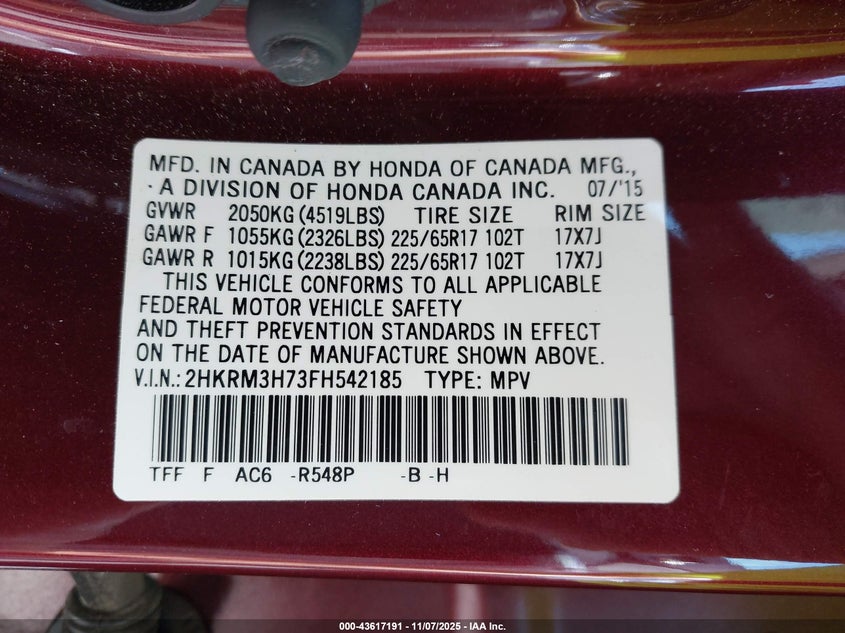 MFD. IN CANADA BY HONDA OF CANADA MFG.,
A DIVISION OF HONDA CANADA INC. 07/'15
GVWR 2050KG (4519LBS) TIRE SIZE RIM SIZE
GAWR F 1055KG (2326LBS) 225/65R17 102T 17X7J
GAWR R 1015KG (2238LBS) 225/65R17 102T 17X7J
THIS VEHICLE CONFORMS TO ALL APPLICABLE
FEDERAL MOTOR VEHICLE SAFETY
AND THEFT PREVENTION STANDARDS IN EFFECT
ON THE DATE OF MANUFACTURE SHOWN ABOVE.
V.I.N.: 2HKRM3H73FH542185 TYPE: MPV
TFF F AC6 -R548P -B -H
000-43617191 - 11/07/2025 - IAA Inc.